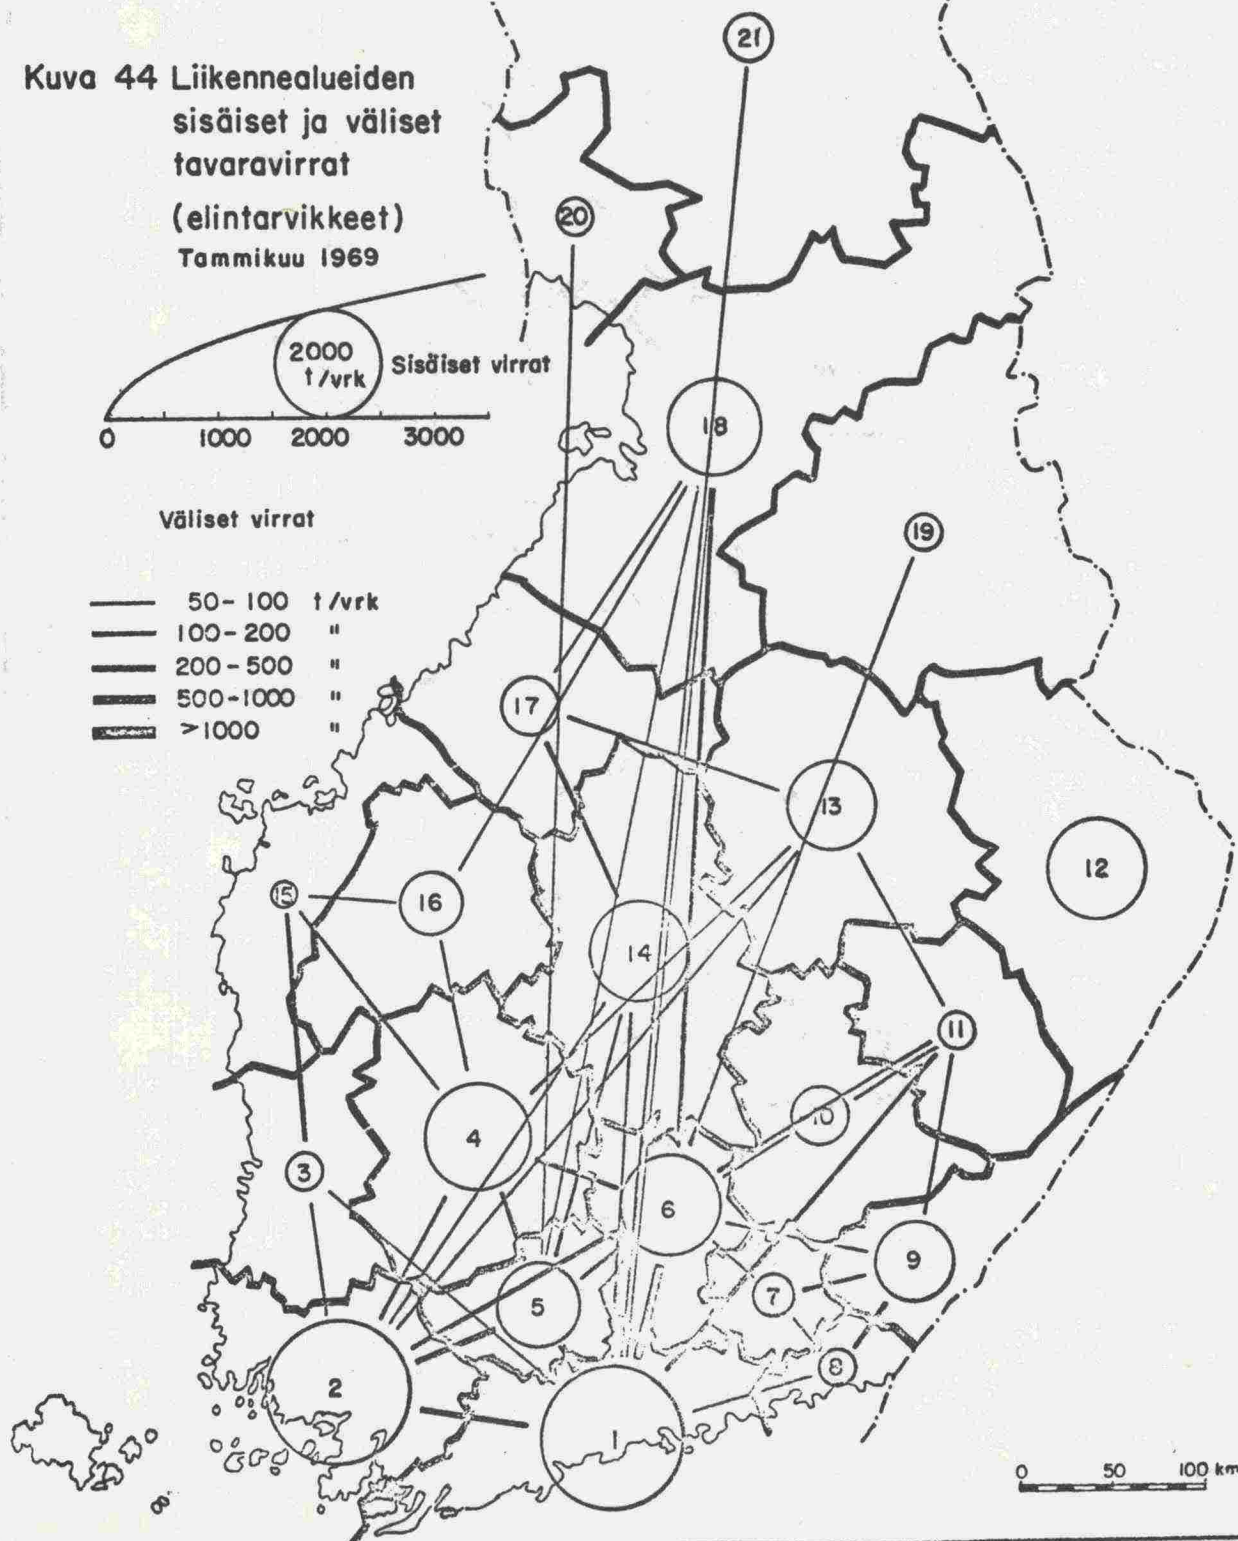 Kuva 44 Liikennealueiden
sisäiset ja väliset
tavaravirrat
(elintarvikkeet)
Tammikuu 1969
2000
t/vrk
Sisäiset virrat
0 1000 2000 3000
Väliset virrat
50-100 t/vrk
100-200 "
200-500 "
500-1000 "
>1000 "
21
20
18
19
17
13
12
15
16
14
11
10
4
3
6
9
7
5
8
2
1
0 50 100 km